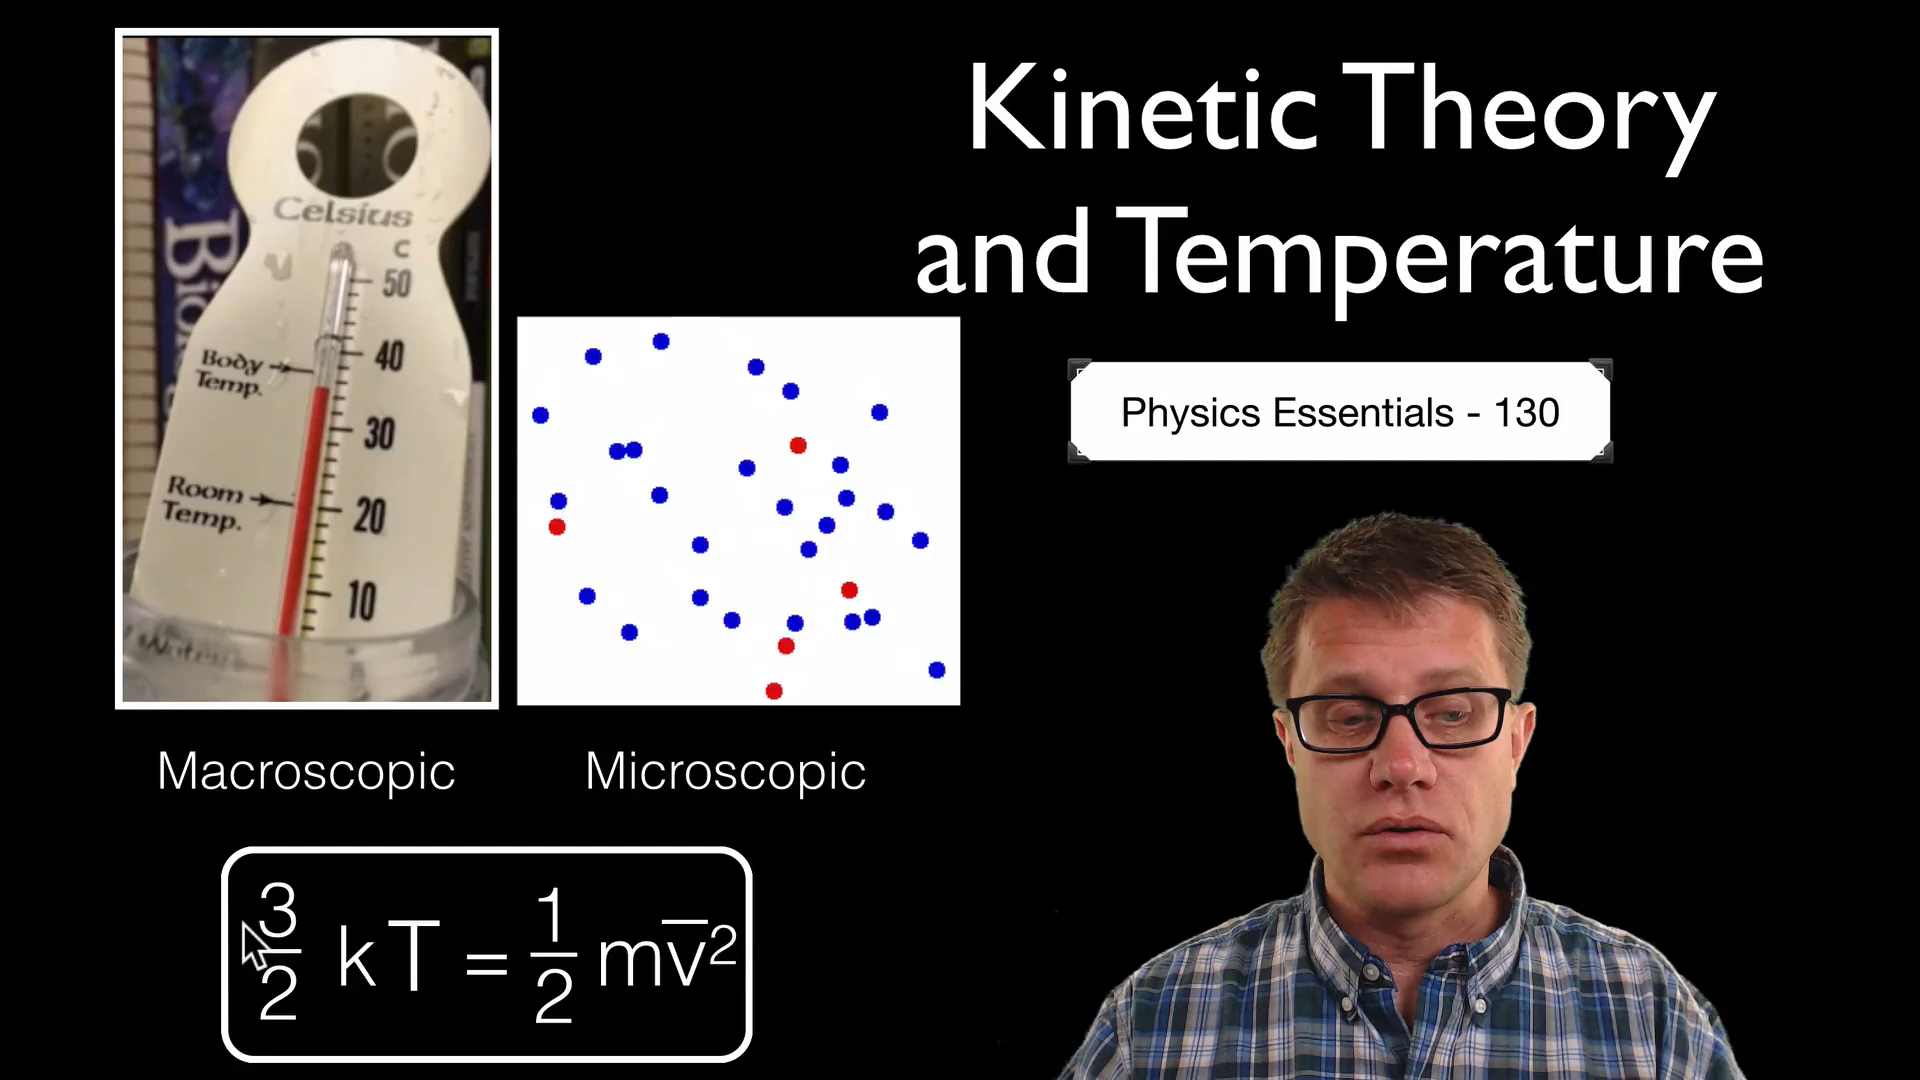 Kinetic Theory
and Temperature
Physics Essentials - 130
Celsius
C
50
Body
Temp.
40
30
Room
Temp.
20
10
Water
Macroscopic
Microscopic
3/2 kT = 1/2 mv̅²